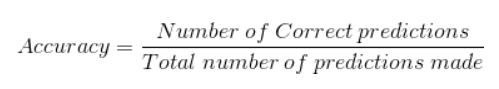 Accuracy = Number of Correct predictions
Total number of predictions made